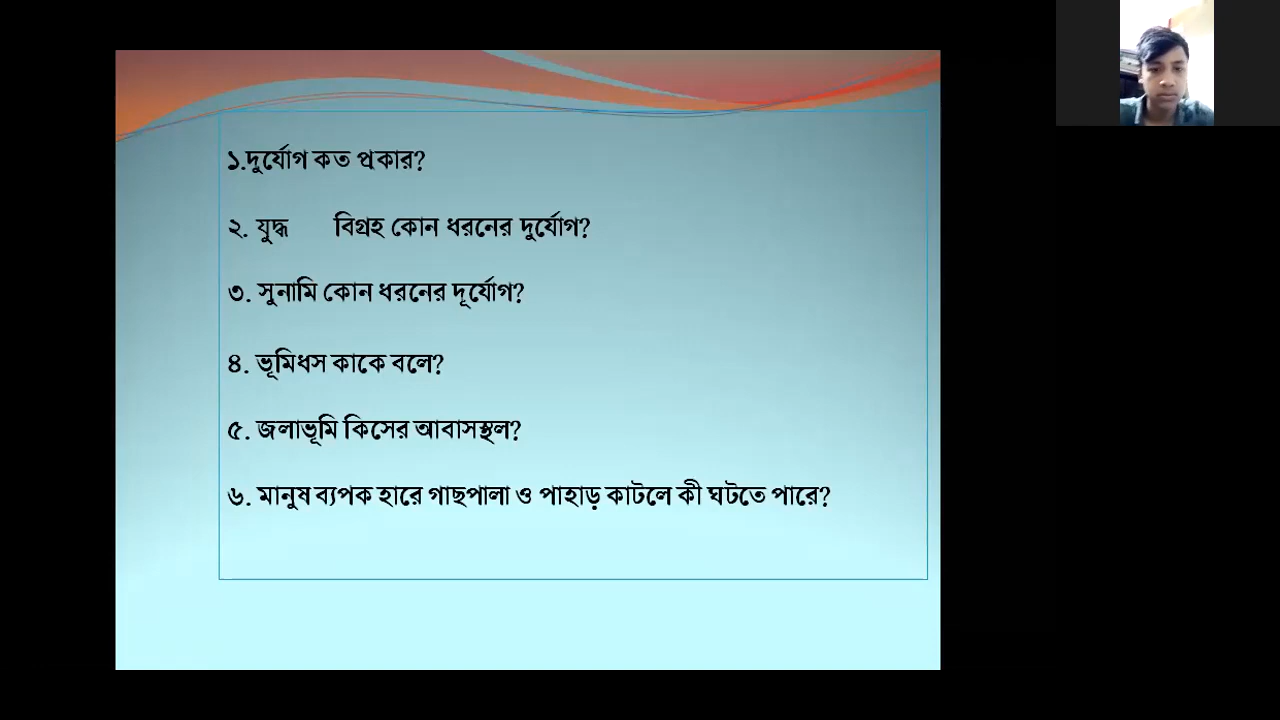 ১.দুর্যোগ কত প্রকার?
২. যুদ্ধ বিগ্রহ কোন ধরনের দুর্যোগ?
৩. সুনামি কোন ধরনের দূর্যোগ?
৪. ভূমিধস কাকে বলে?
৫. জলাভূমি কিসের আবাসস্থল?
৬. মানুষ ব্যপক হারে গাছপালা ও পাহাড় কাটলে কী ঘটতে পারে?